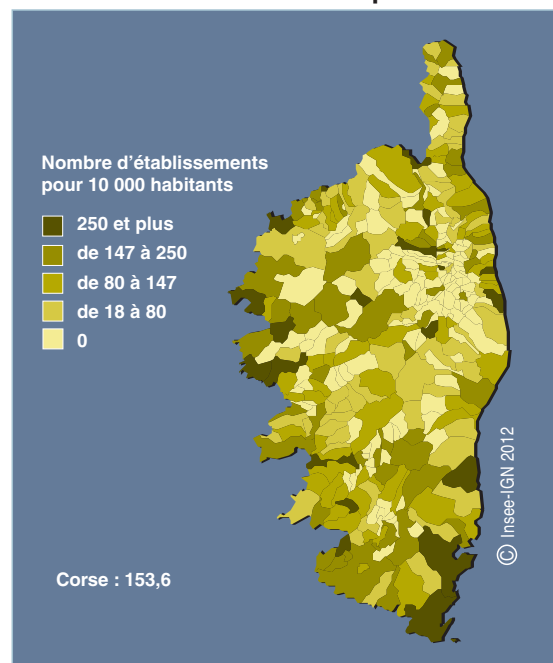 Nombre d'établissements
pour 10 000 habitants
250 et plus
de 147 à 250
de 80 à 147
de 18 à 80
0
Corse : 153,6
© Insee-IGN 2012